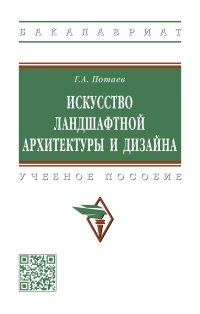 БАКАЛАВРИАТ
Г.А. Потаев
ИСКУССТВО
ЛАНДШАФТНОЙ
АРХИТЕКТУРЫ И ДИЗАЙНА
УЧЕБНОЕ ПОСОБИЕ